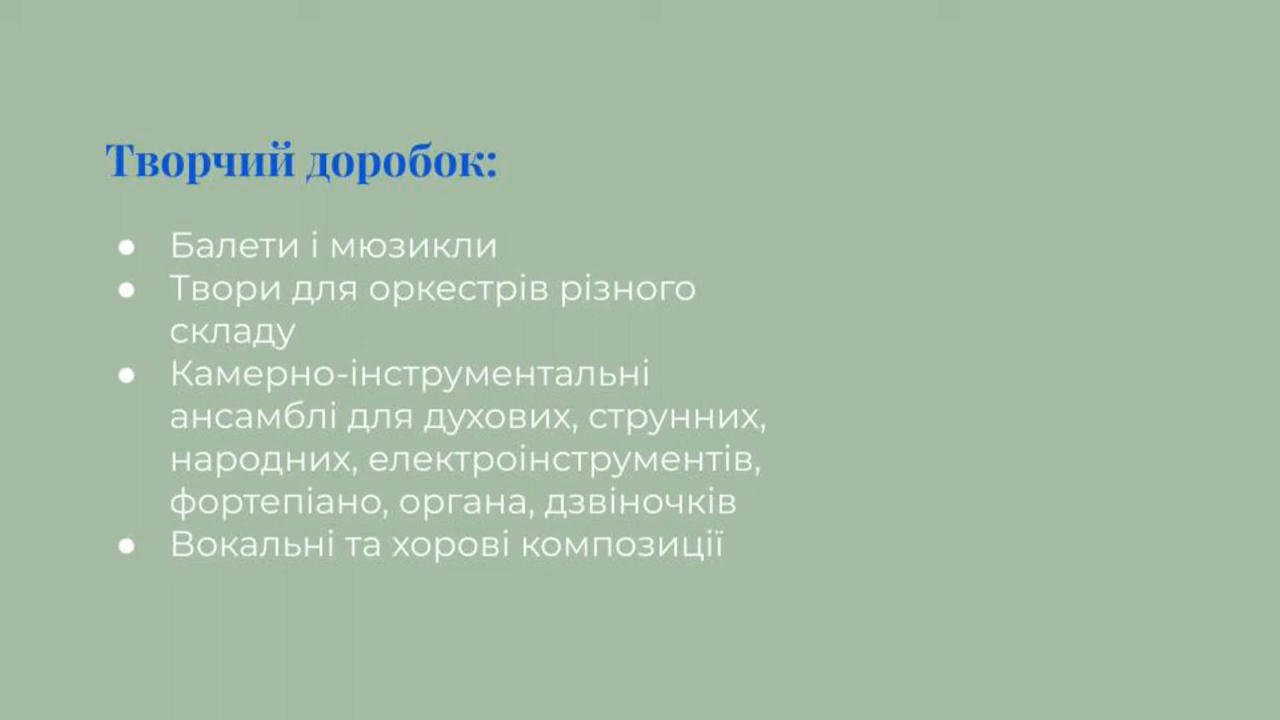 Творчий доробок:
● Балети і мюзикли
● Твори для оркестрів різного
складу
● Камерно-інструментальні
ансамблі для духових, струнних,
народних, електроінструментів,
фортепіано, органа, дзвіночків
● Вокальні та хорові композиції